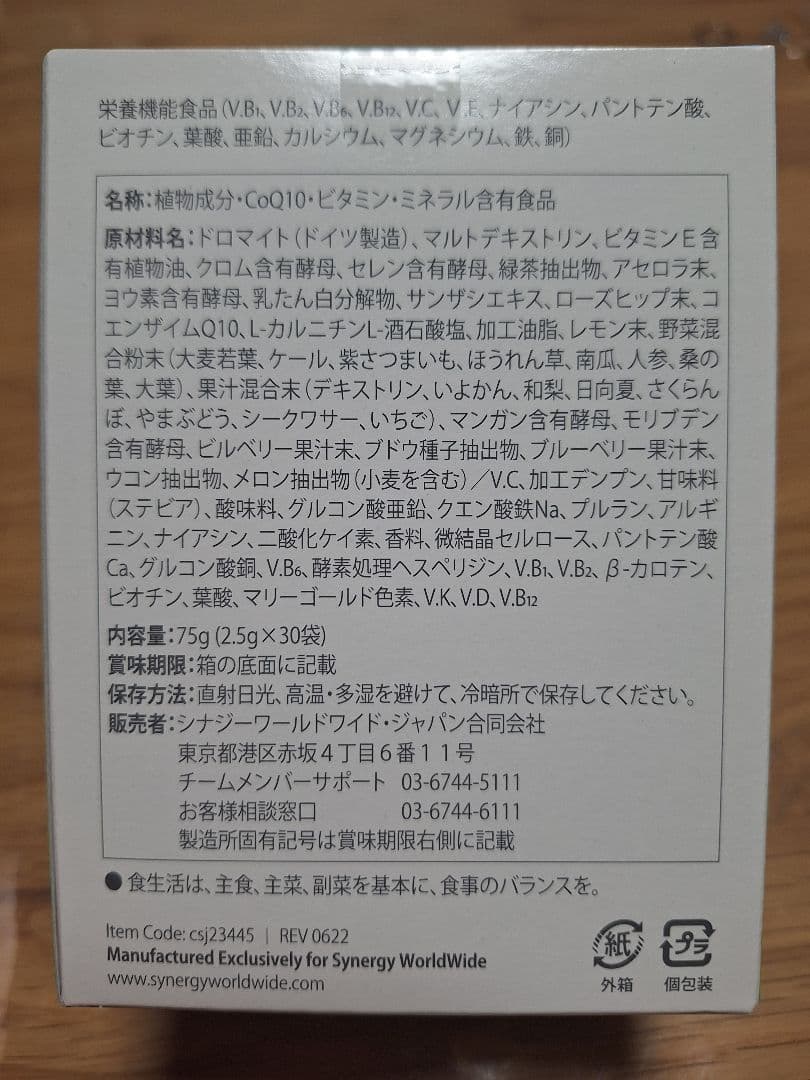 栄養機能食品(V.B1、V.B2、V.B6、V.B12、V.C、V.E、ナイアシン、パントテン酸、
ビオチン、葉酸、亜鉛、カルシウム、マグネシウム、鉄、銅)
名称:植物成分・CoQ10・ビタミン・ミネラル含有食品
原材料名:ドロマイト(ドイツ製造)、マルトデキストリン、ビタミンE含
有植物油、クロム含有酵母、セレン含有酵母、緑茶抽出物、アセロラ末、
ヨウ素含有酵母、乳たん白分解物、サンザシエキス、ローズヒップ末、コ
エンザイムQ10、L-カルニチンL-酒石酸塩、加工油脂、レモン末、野菜混
合粉末(大麦若葉、ケール、紫さつまいも、ほうれん草、南瓜、人参、桑の
葉、大葉)、果汁混合末(デキストリン、いよかん、和梨、日向夏、さくらん
ぼ、やまぶどう、シークワサー、いちご)、マンガン含有酵母、モリブデン
含有酵母、ビルベリー果汁末、ブドウ種子抽出物、ブルーベリー果汁末、
ウコン抽出物、メロン抽出物(小麦を含む)/V.C、加工デンプン、甘味料
(ステビア)、酸味料、グルコン酸亜鉛、クエン酸鉄Na、プルラン、アルギ
ニン、ナイアシン、二酸化ケイ素、香料、微結晶セルロース、パントテン酸
Ca、グルコン酸銅、V.B6、酵素処理ヘスペリジン、V.B1、V.B2、β-カロテン、
ビオチン、葉酸、マリーゴールド色素、V.K、V.D、V.B12
内容量:75g (2.5g×30袋)
賞味期限:箱の底面に記載
保存方法:直射日光、高温・多湿を避けて、冷暗所で保存してください。
販売者:シナジーワールドワイド・ジャパン合同会社
東京都港区赤坂4丁目6番11号
チームメンバーサポート 03-6744-5111
お客様相談窓口 03-6744-6111
製造所固有記号は賞味期限右側に記載
●食生活は、主食、主菜、副菜を基本に、食事のバランスを。
Item Code: csj23445 | REV 0622
Manufactured Exclusively for Synergy WorldWide
www.synergyworldwide.com
紙 プラ
外箱 個包装